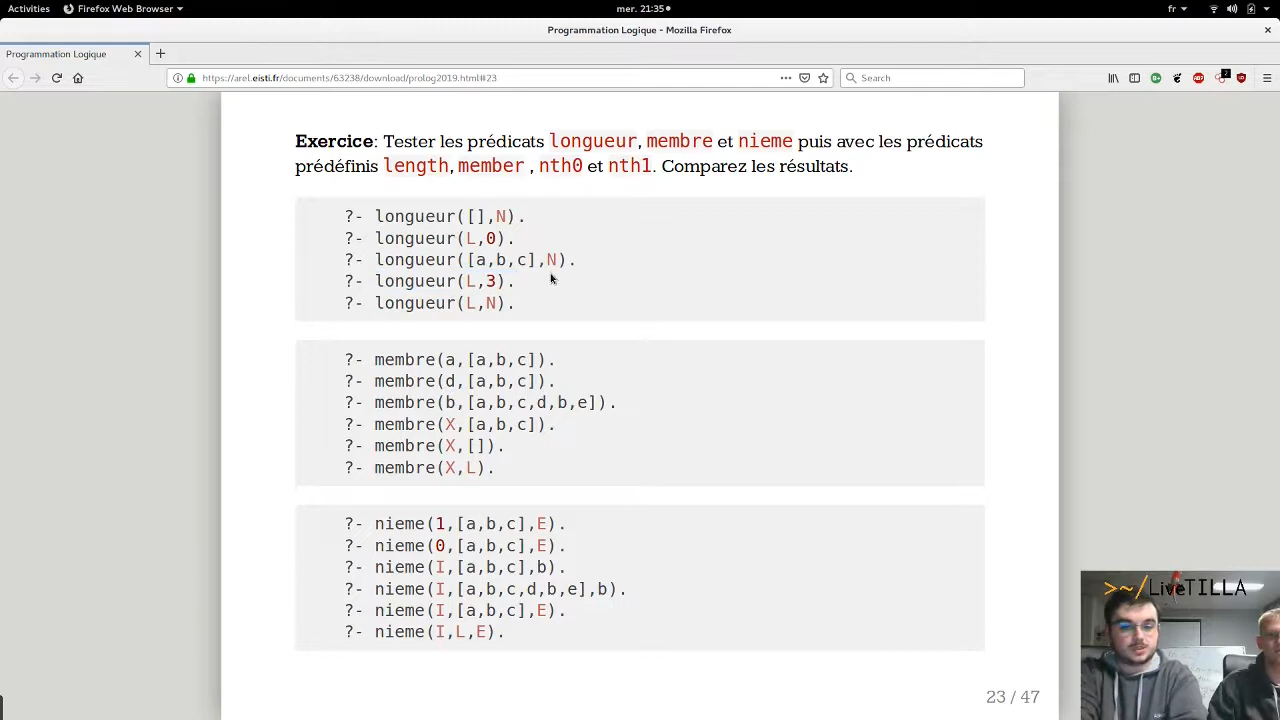 Activities Firefox Web Browser mer. 21:35 fr
Programmation Logique - Mozilla Firefox
Programmation Logique
https://arel.eisti.fr/documents/63238/download/prolog2019.html#23 Search 2
Exercice: Tester les prédicats longueur, membre et nieme puis avec les prédicats
prédéfinis length, member , nth0 et nth1. Comparez les résultats.
?- longueur([],N).
?- longueur(L,0).
?- longueur([a,b,c],N).
?- longueur(L,3).
?- longueur(L,N).
?- membre(a,[a,b,c]).
?- membre(d,[a,b,c]).
?- membre(b,[a,b,c,d,b,e]).
?- membre(X,[a,b,c]).
?- membre(X,[]).
?- membre(X,L).
?- nieme(1,[a,b,c],E).
?- nieme(0,[a,b,c],E).
?- nieme(I,[a,b,c],b).
?- nieme(I,[a,b,c,d,b,e],b).
?- nieme(I,[a,b,c],E).
?- nieme(I,L,E).
>~/ LiveTILLA
23 / 47